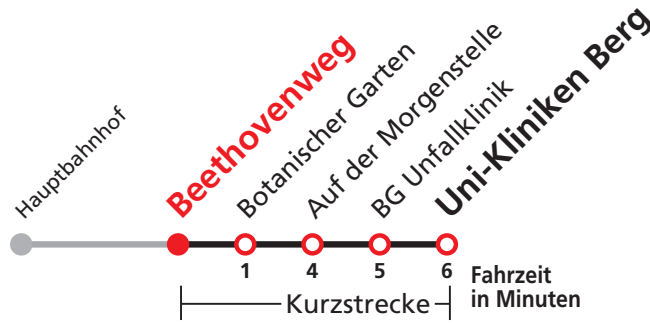 Hauptbahnhof
Beethovenweg
Botanischer Garten
Auf der Morgenstelle
BG Unfallklinik
Uni-Kliniken Berg
1 4 5 6 Fahrzeit
in Minuten
Kurzstrecke